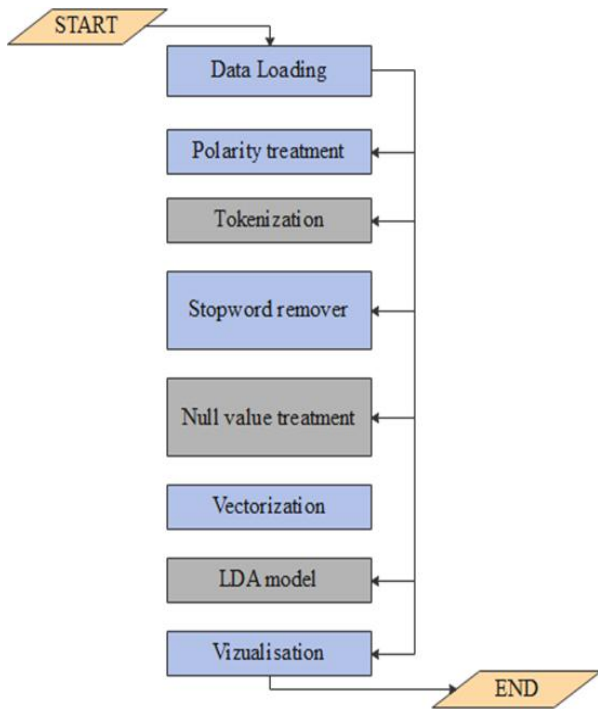 START
Data Loading
Polarity treatment
Tokenization
Stopword remover
Null value treatment
Vectorization
LDA model
Vizualisation
END